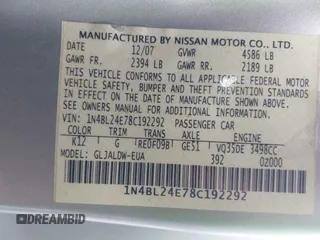 MANUFACTURED BY NISSAN MOTOR CO., LTD.
DATE 12/07 GVWR 4586 LB
GAWR FR. 2394 LB GAWR RR. 2189 LB
THIS VEHICLE CONFORMS TO ALL APPLICABLE FEDERAL MOTOR
VEHICLE SAFETY, BUMPER AND THEFT PREVENTION STANDARDS
IN EFFECT ON THE DATE OF MANUFACTURE SHOWN ABOVE.
SEE OWNERS MANUAL FOR ADDITIONAL INFORMATION
VIN: 1N4BL24E78C192292 PASSENGER CAR
COLOR TRIM TRANS AXLE ENGINE
K12 G RE0F09B GE51 VQ35DE 3498CC
GLJALDW-EUA 392 0Z000
1N4BL24E78C192292
© DREAMBID UNIFIED